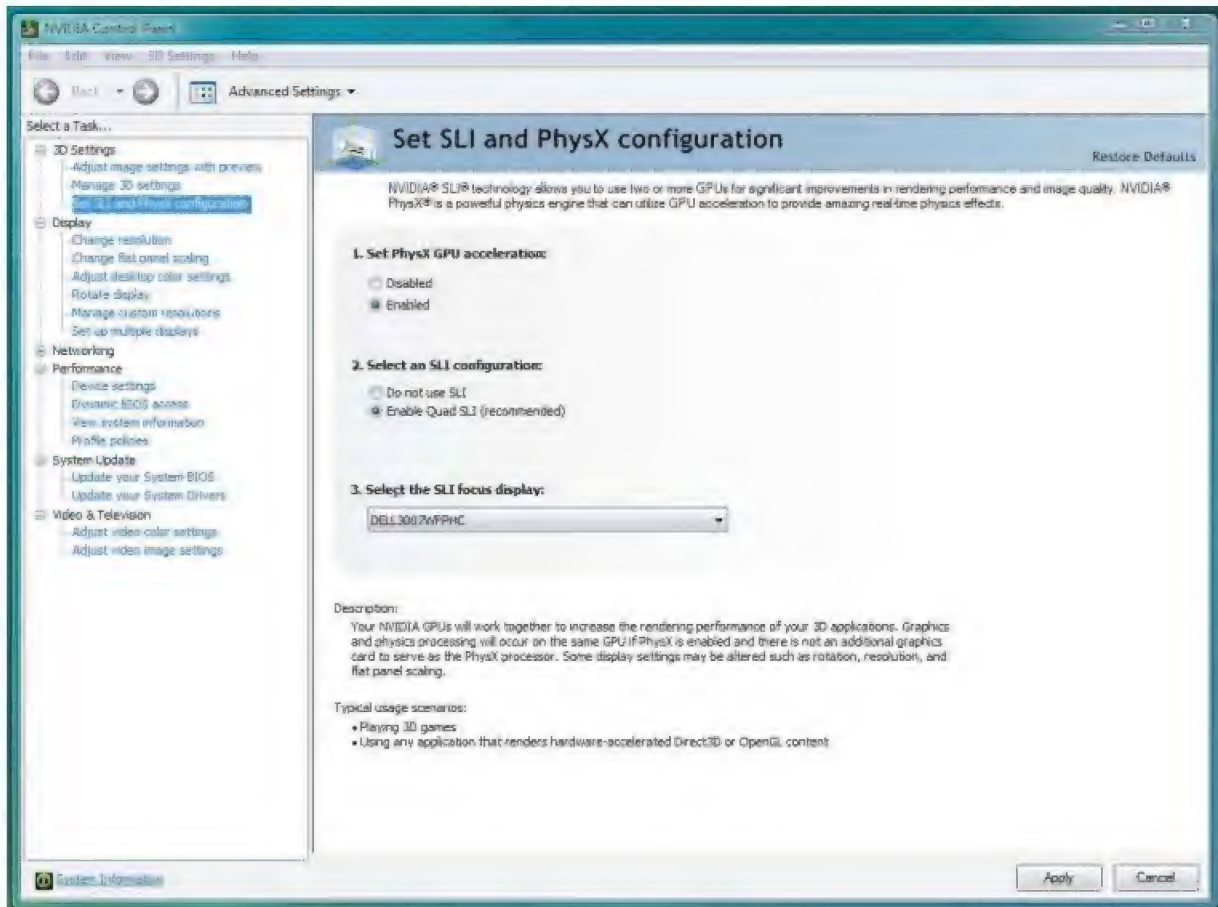 NVIDIA Control Panel
File Edit View 3D Settings Help
Back Advanced Settings
Select a Task...
3D Settings
Adjust image settings with preview
Manage 3D settings
Set SLI and PhysX configuration
Display
Change resolution
Change flat panel scaling
Adjust desktop color settings
Rotate display
Manage custom resolutions
Set up multiple displays
Networking
Performance
Device settings
Dynamic BIOS access
View system information
Profile policies
System Update
Update your System BIOS
Update your System Drivers
Video & Television
Adjust video color settings
Adjust video image settings
System Information
Set SLI and PhysX configuration
Restore Defaults
NVIDIA® SLI® technology allows you to use two or more GPUs for significant improvements in rendering performance and image quality. NVIDIA®
PhysX® is a powerful physics engine that can utilize GPU acceleration to provide amazing real-time physics effects.
1. Set PhysX GPU acceleration:
Disabled
Enabled
2. Select an SLI configuration:
Do not use SLI
Enable Quad SLI (recommended)
3. Select the SLI focus display:
DELL 3007WFPHC
Description:
Your NVIDIA GPUs will work together to increase the rendering performance of your 3D applications. Graphics
and physics processing will occur on the same GPU if PhysX is enabled and there is not an additional graphics
card to serve as the PhysX processor. Some display settings may be altered such as rotation, resolution, and
flat panel scaling.
Typical usage scenarios:
• Playing 3D games
• Using any application that renders hardware-accelerated Direct3D or OpenGL content
Apply
Cancel